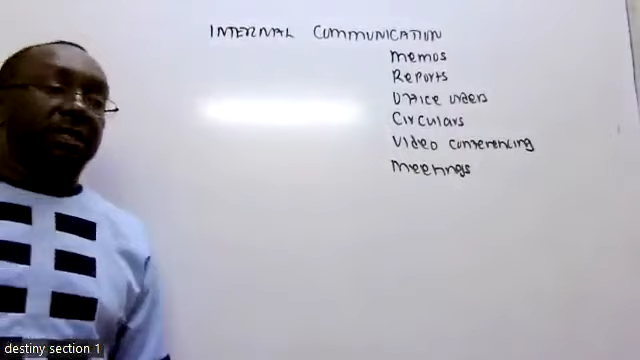 INTERNAL COMMUNICATION
memos
Reports
Office orders
Circulars
Video conferencing
meetings
destiny section 1